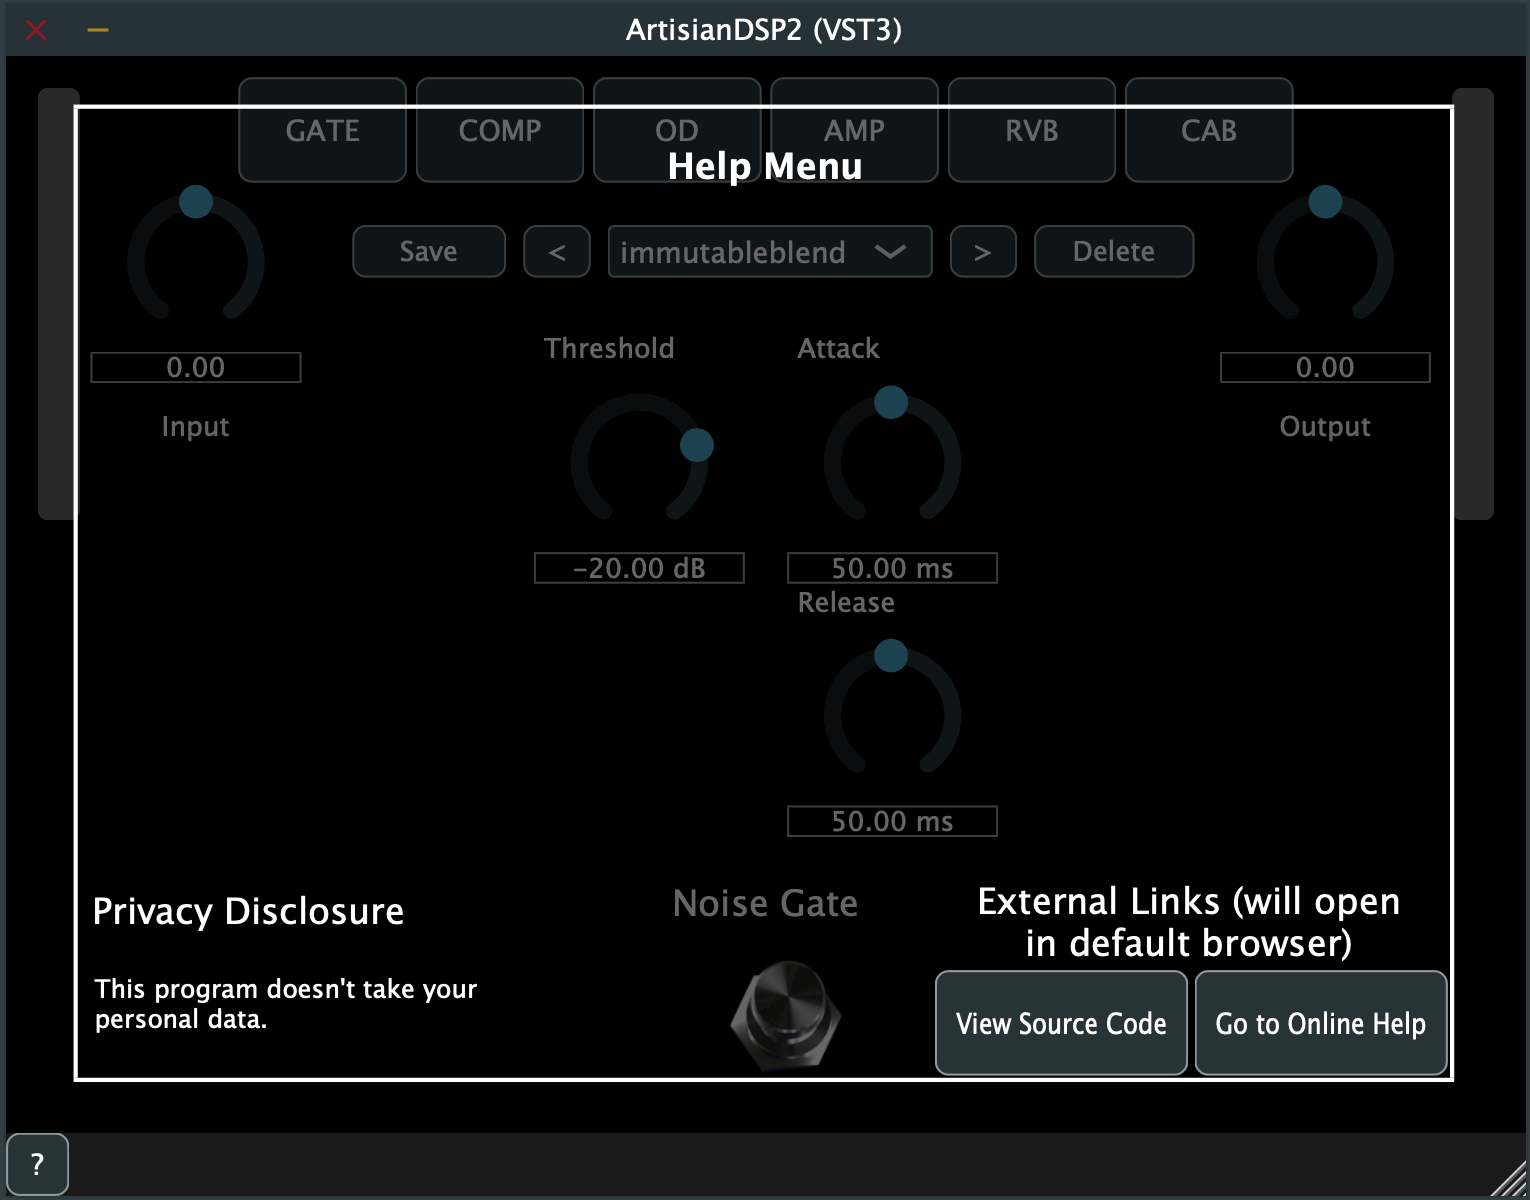 ArtisianDSP2 (VST3)
GATE COMP OD AMP RVB CAB
Help Menu
Save < immutableblend > Delete
Threshold Attack
0.00 0.00
Input Output
-20.00 dB 50.00 ms
Release
50.00 ms
Noise Gate
Privacy Disclosure
This program doesn't take your
personal data.
External Links (will open
in default browser)
View Source Code Go to Online Help
?